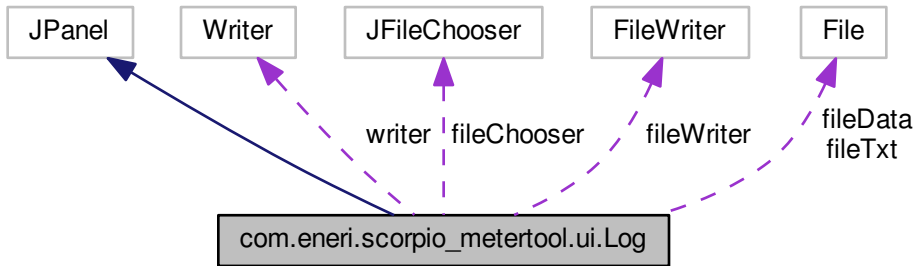 JPanel
Writer
JFileChooser
FileWriter
File
writer
fileChooser
fileWriter
fileData
fileTxt
com.eneri.scorpio_metertool.ui.Log